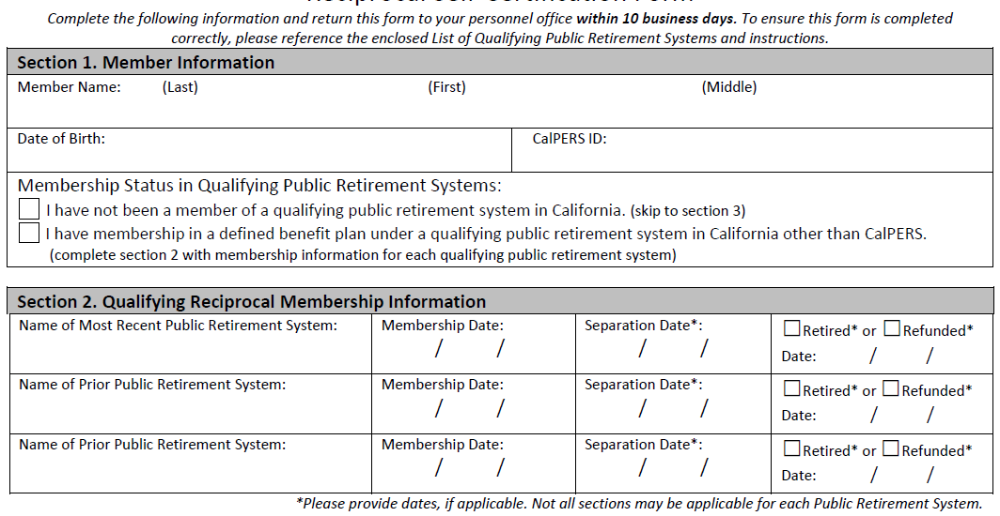 Complete the following information and return this form to your personnel office within 10 business days. To ensure this form is completed
correctly, please reference the enclosed List of Qualifying Public Retirement Systems and instructions.
Section 1. Member Information
Member Name: (Last) (First) (Middle)
Date of Birth: CalPERS ID:
Membership Status in Qualifying Public Retirement Systems:
I have not been a member of a qualifying public retirement system in California. (skip to section 3)
I have membership in a defined benefit plan under a qualifying public retirement system in California other than CalPERS.
(complete section 2 with membership information for each qualifying public retirement system)
Section 2. Qualifying Reciprocal Membership Information
Name of Most Recent Public Retirement System: Membership Date: Separation Date*: Retired* or Refunded*
/ / / / Date: / /
Name of Prior Public Retirement System: Membership Date: Separation Date*: Retired* or Refunded*
/ / / / Date: / /
Name of Prior Public Retirement System: Membership Date: Separation Date*: Retired* or Refunded*
/ / / / Date: / /
*Please provide dates, if applicable. Not all sections may be applicable for each Public Retirement System.